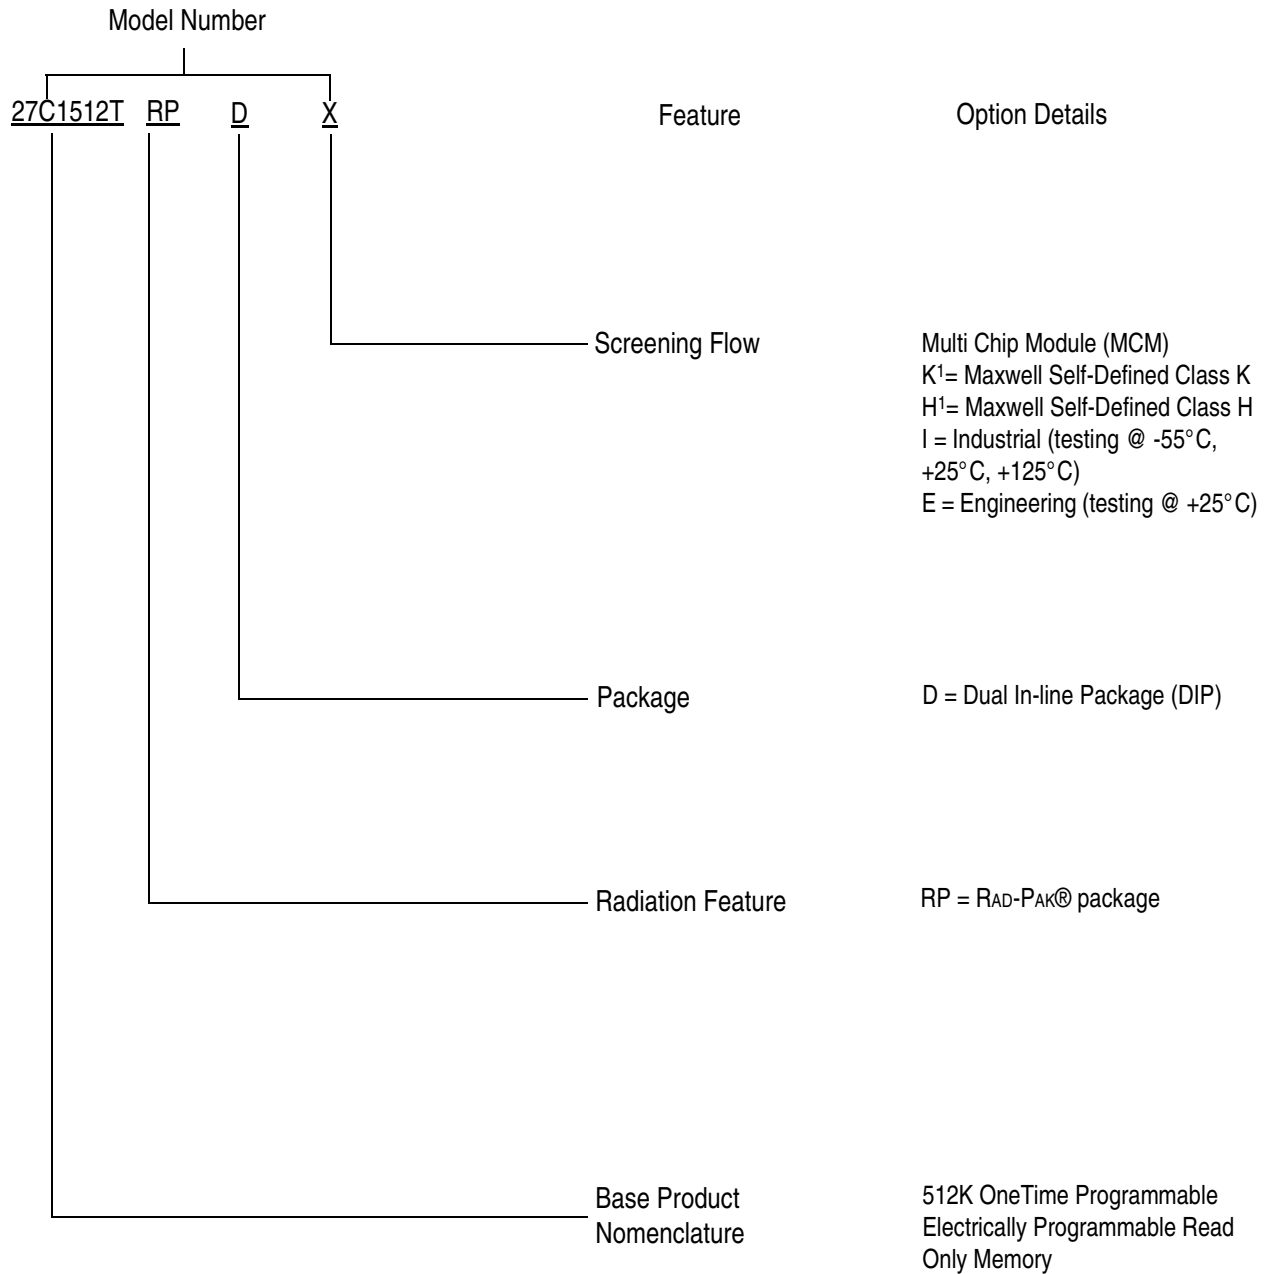 Model Number
27C1512T RP D X
Feature
Option Details
Screening Flow
Multi Chip Module (MCM)
K¹= Maxwell Self-Defined Class K
H¹= Maxwell Self-Defined Class H
I = Industrial (testing @ -55°C,
+25°C, +125°C)
E = Engineering (testing @ +25°C)
Package
D = Dual In-line Package (DIP)
Radiation Feature
RP = RAD-PAK® package
Base Product
Nomenclature
512K OneTime Programmable
Electrically Programmable Read
Only Memory